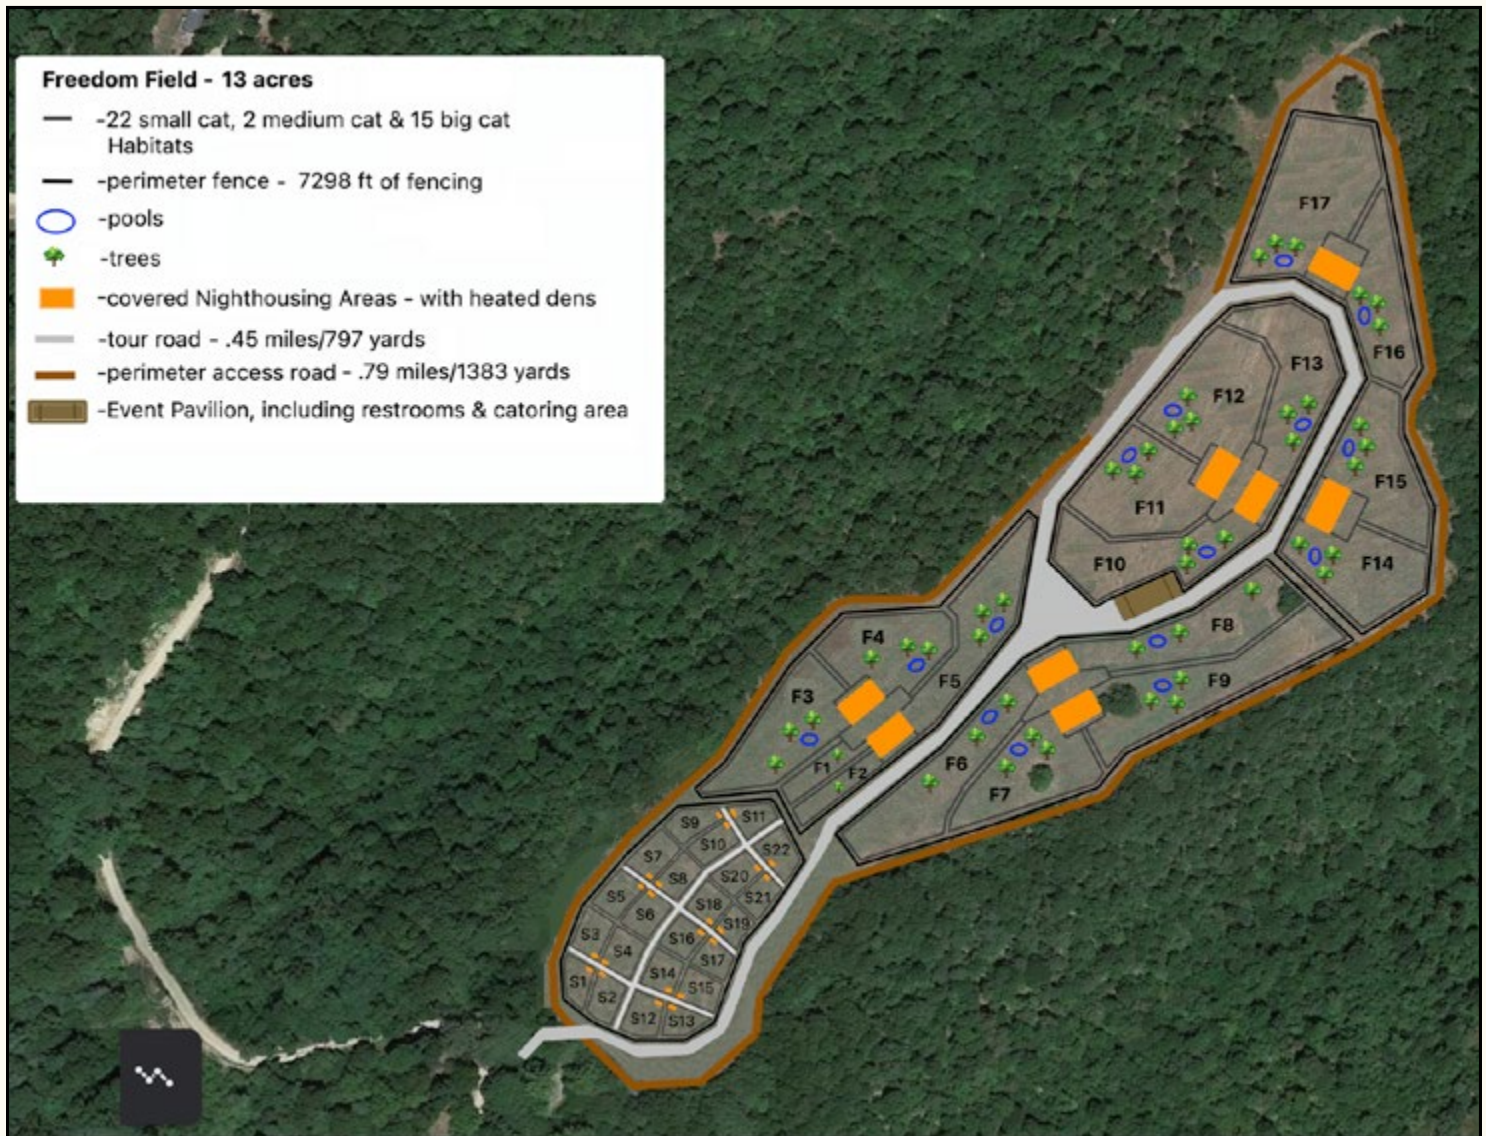 Freedom Field - 13 acres
-22 small cat, 2 medium cat & 15 big cat
Habitats
-perimeter fence - 7298 ft of fencing
-pools
-trees
-covered Nighthousing Areas - with heated dens
-tour road - .45 miles/797 yards
-perimeter access road - .79 miles/1383 yards
-Event Pavilion, including restrooms & catoring area
F17
F16
F13
F12
F15
F11
F10
F14
F4
F8
F5
F9
F3
F1
F2
F6
F7
S9
S11
S10
S22
S7
S8
S20
S5
S21
S6
S18
S19
S3
S16
S4
S17
S14
S1
S15
S2
S12
S13